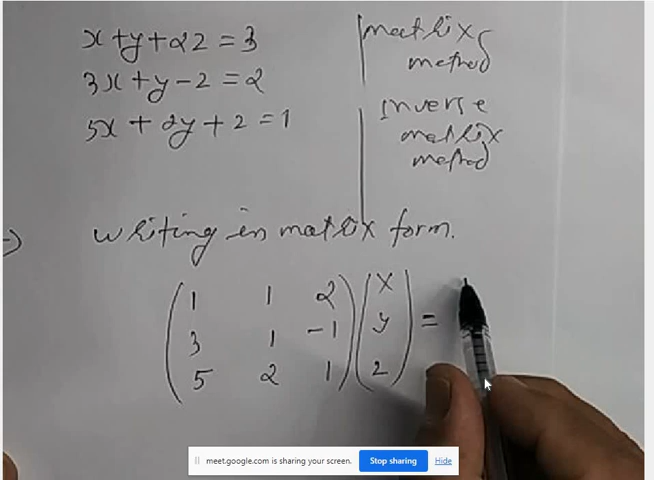 x+y+2z=3
3x+y-z=2
5x+2y+z=1
matrix
method
inverse
matrix
method
writing in matrix form.
1 1 2
3 1 -1
5 2 1
x
y
z
=
meet.google.com is sharing your screen. Stop sharing Hide